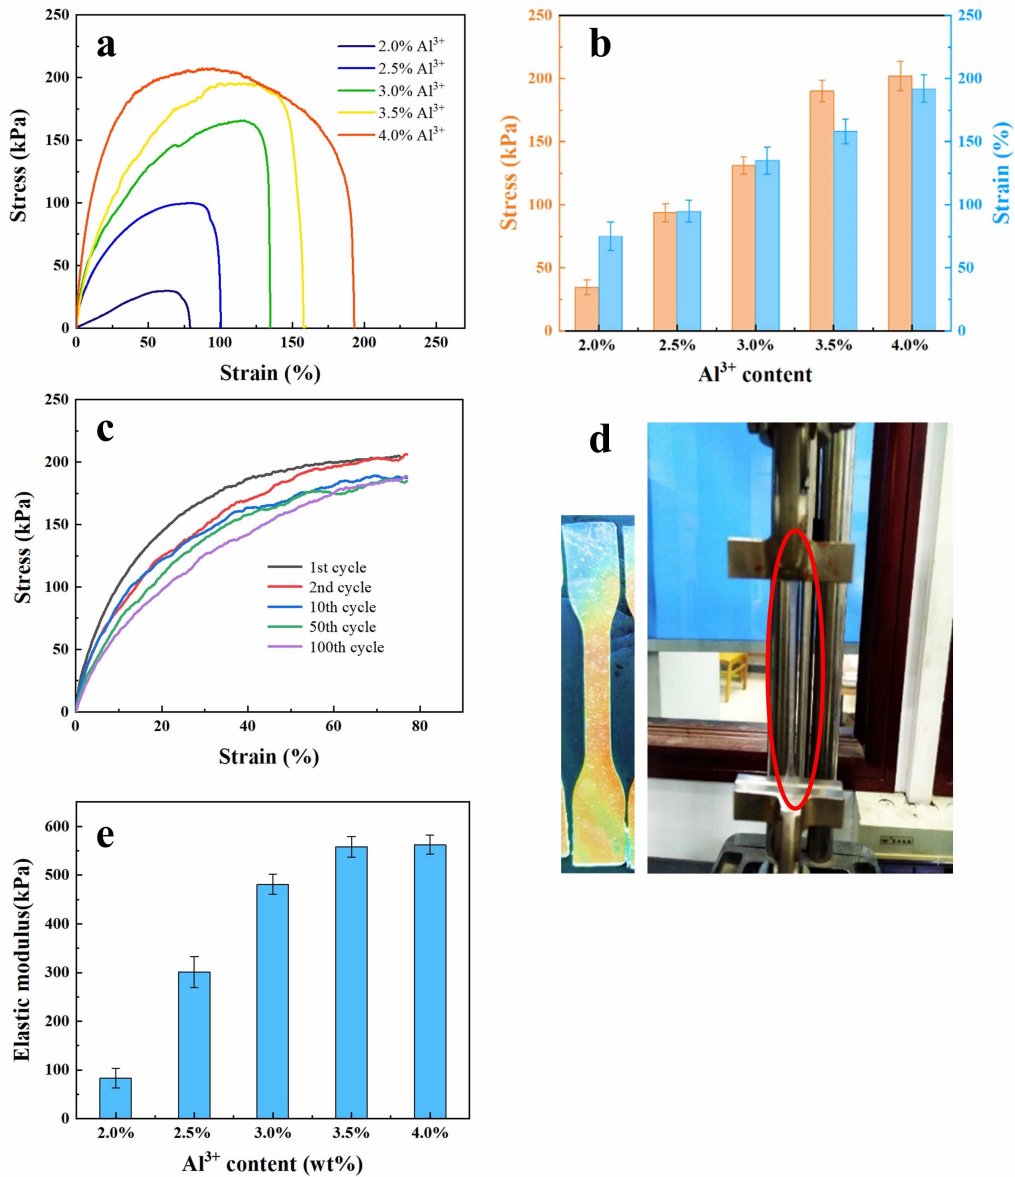 a
2.0% Al³⁺
2.5% Al³⁺
3.0% Al³⁺
3.5% Al³⁺
4.0% Al³⁺
Stress (kPa)
250
200
150
100
50
0
0 50 100 150 200 250
Strain (%)
b
Stress (kPa)
250
200
150
100
50
0
Strain (%)
250
200
150
100
50
0
2.0% 2.5% 3.0% 3.5% 4.0%
Al³⁺ content
c
1st cycle
2nd cycle
10th cycle
50th cycle
100th cycle
Stress (kPa)
250
200
150
100
50
0
0 20 40 60 80
Strain (%)
d
e
Elastic modulus(kPa)
600
500
400
300
200
100
0
2.0% 2.5% 3.0% 3.5% 4.0%
Al³⁺ content (wt%)